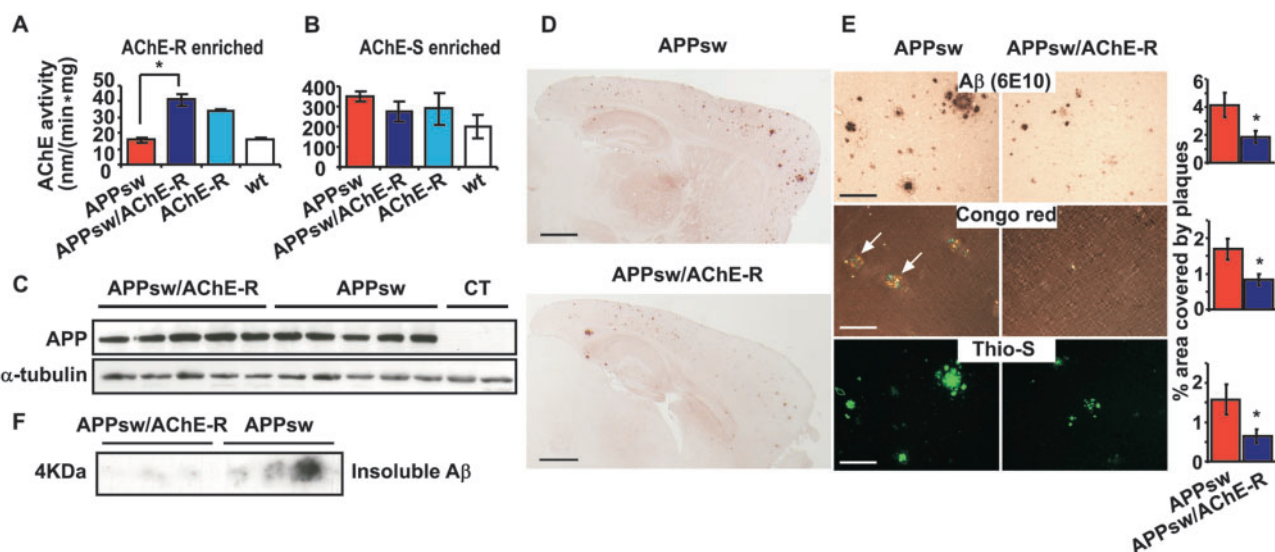 A
AChE-R enriched
AChE avtivity
(nm/(min*mg)
50
40
30
20
10
0
*
APPsw
APPsw/AChE-R
AChE-R
wt
B
AChE-S enriched
400
300
200
100
0
APPsw
APPsw/AChE-R
AChE-R
wt
C
APPsw/AChE-R APPsw CT
APP
α-tubulin
F
APPsw/AChE-R APPsw
4KDa
Insoluble Aβ
D
APPsw
APPsw/AChE-R
E
APPsw APPsw/AChE-R
Aβ (6E10)
Congo red
Thio-S
% area covered by plaques
6
4
2
0
*
2
1
0
*
2
1
0
*
APPsw
APPsw/AChE-R